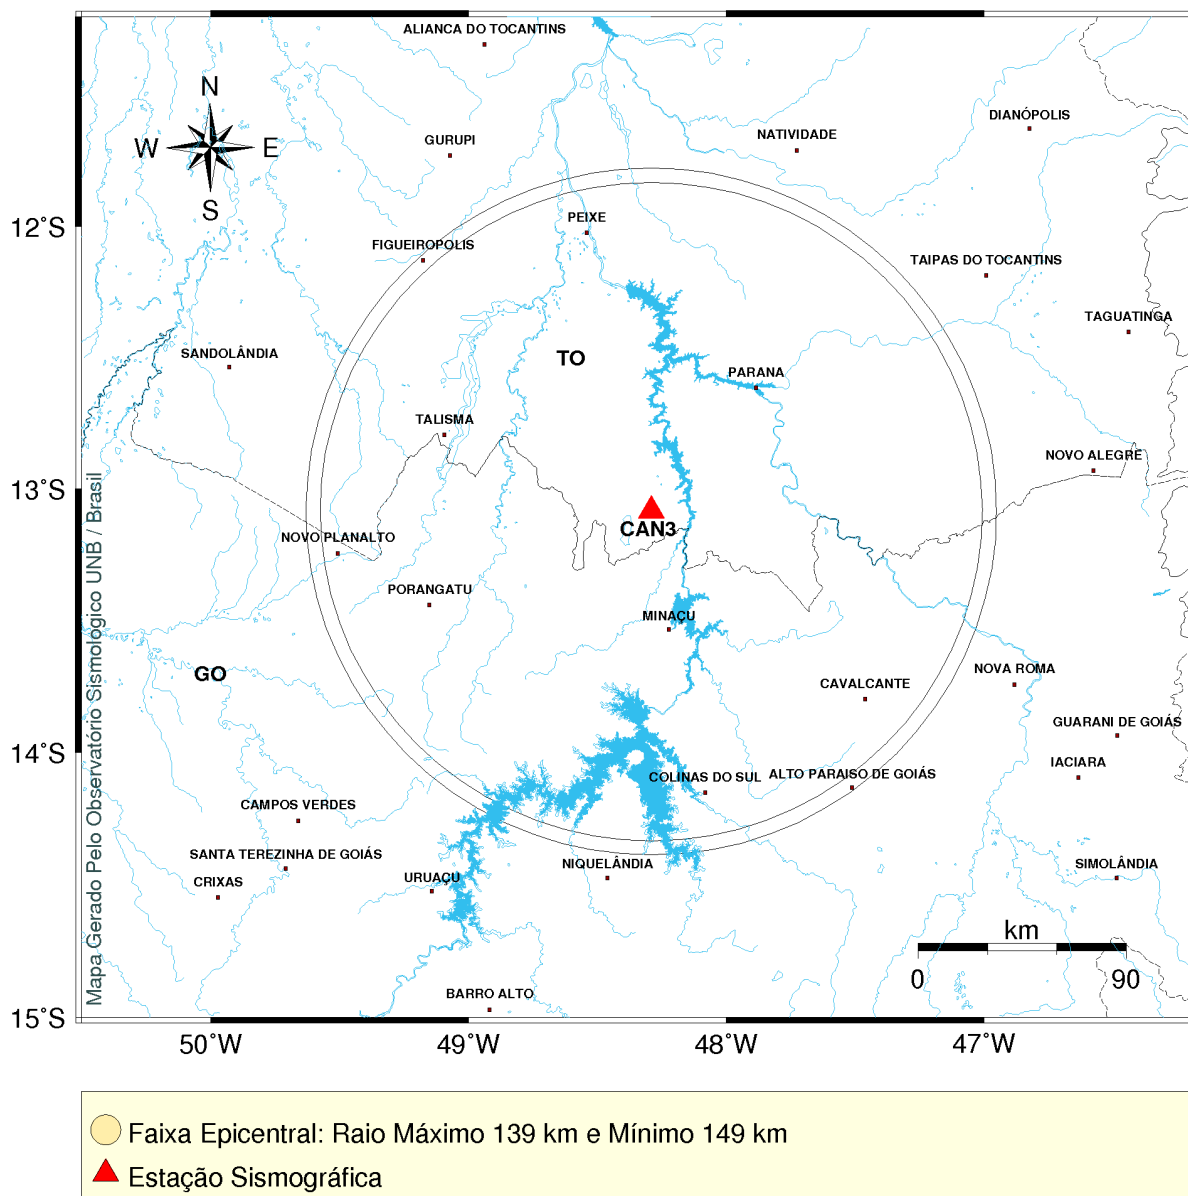 ALIANCA DO TOCANTINS
N
W
E
S
GURUPI
NATIVIDADE
DIANÓPOLIS
12°S
PEIXE
FIGUEIROPOLIS
TAIPAS DO TOCANTINS
TAGUATINGA
SANDOLÂNDIA
TO
PARANA
TALISMA
NOVO ALEGRE
13°S
CAN3
NOVO PLANALTO
PORANGATU
MINAÇU
GO
CAVALCANTE
NOVA ROMA
GUARANI DE GOIÁS
14°S
IACIARA
COLINAS DO SUL
ALTO PARAISO DE GOIÁS
CAMPOS VERDES
SANTA TEREZINHA DE GOIÁS
NIQUELÂNDIA
SIMOLÂNDIA
CRIXAS
URUAÇU
km
0
90
BARRO ALTO
15°S
50°W
49°W
48°W
47°W
Mapa Gerado Pelo Observatório Sismologico UNB / Brasil
Faixa Epicentral: Raio Máximo 139 km e Mínimo 149 km
Estação Sismográfica